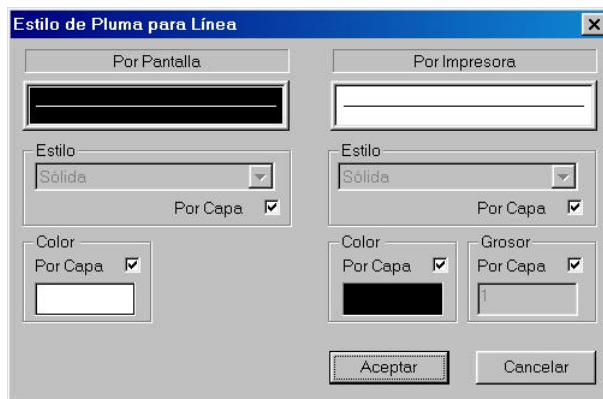 Estilo de Pluma para Línea
Por Pantalla
Por Impresora
Estilo
Sólida
Por Capa
Estilo
Sólida
Por Capa
Color
Por Capa
Color
Por Capa
Grosor
Por Capa
1
Aceptar
Cancelar